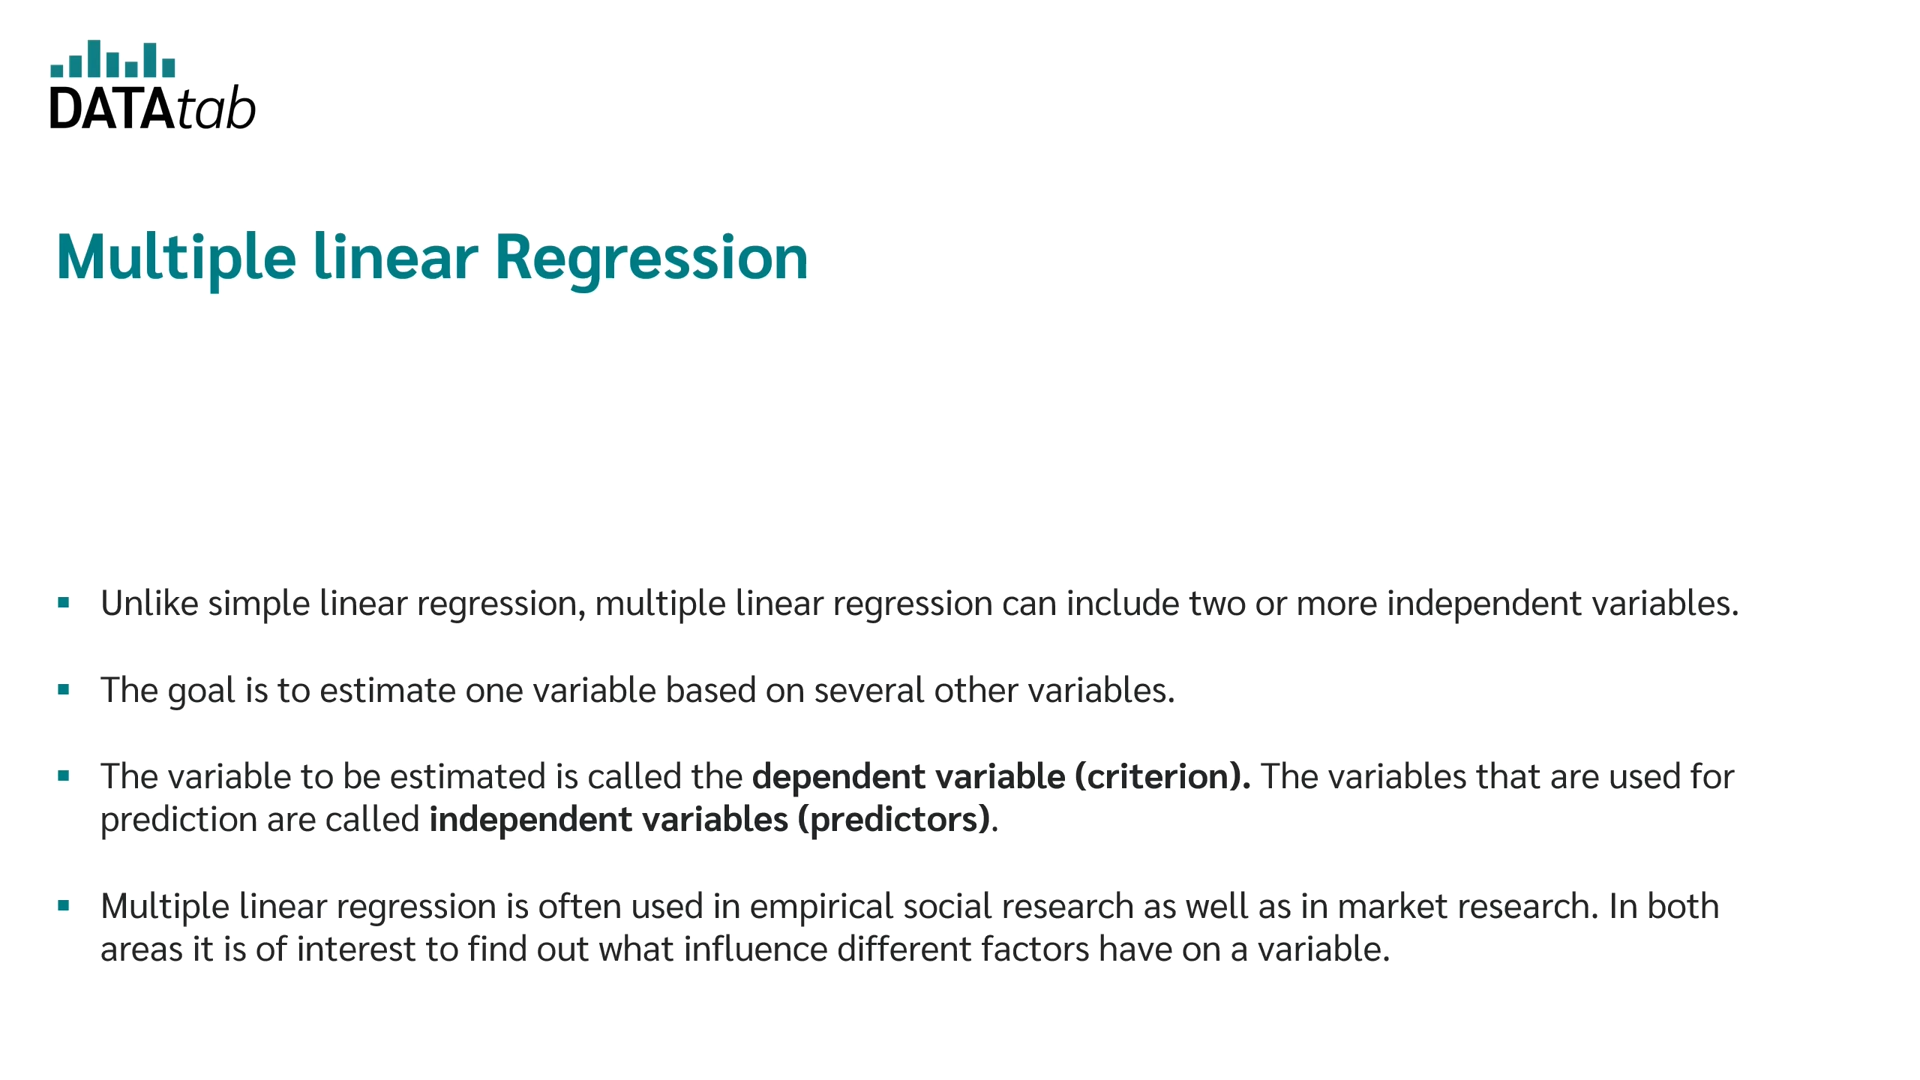 DATAtab
Multiple linear Regression
▪ Unlike simple linear regression, multiple linear regression can include two or more independent variables.
▪ The goal is to estimate one variable based on several other variables.
▪ The variable to be estimated is called the dependent variable (criterion). The variables that are used for
prediction are called independent variables (predictors).
▪ Multiple linear regression is often used in empirical social research as well as in market research. In both
areas it is of interest to find out what influence different factors have on a variable.